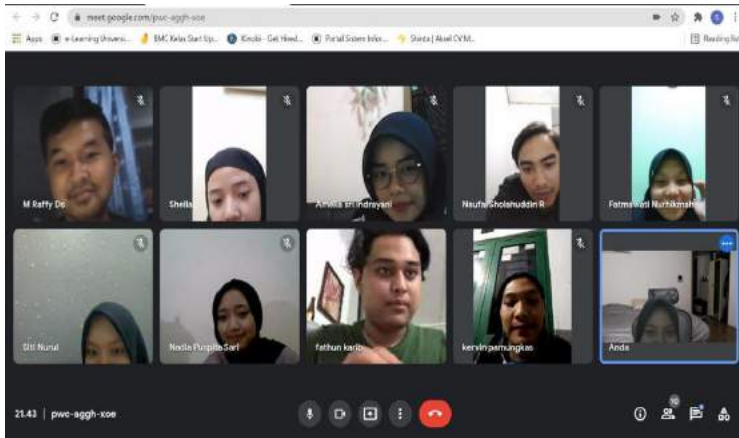 meet.google.com/pwc-aggh-xoe
Apps e-Learning Universi... BMC Kelas Start Up... Kinobi - Get Hired... Portal Sistem Infor... Shinta | Aksel CV M...
Reading list
M Raffy Ds
Sheila
Amalia sri indrayani
Naufal Sholahuddin R
Fatmawati Nurhikmah
Siti Nurul
Nadia Puspita Sari
fathun karib
kervin pamungkas
Anda
21.43 | pwc-aggh-xoe
10